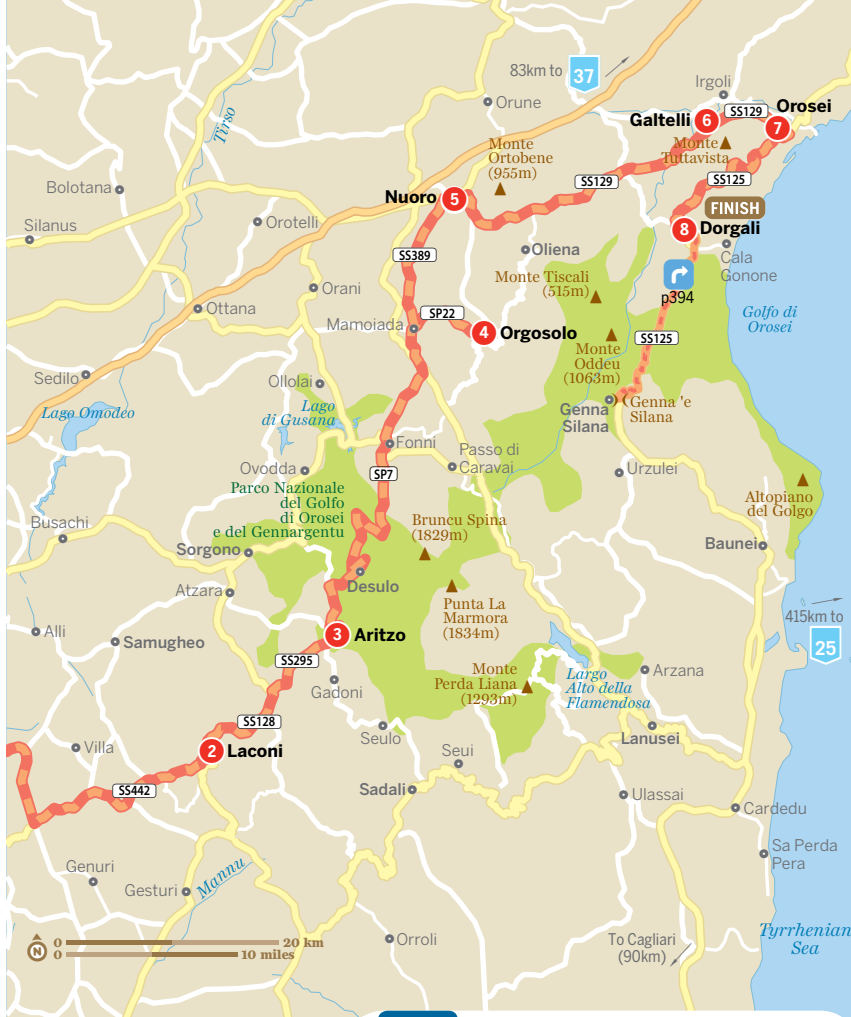 83km to
37
Irgoli
Orosei
Orune
Galtelli
6
SS129
7
Tirso
Monte
Tuttavista
Monte
Ortobene
(955m)
SS125
SS129
Bolotana
Nuoro
5
FINISH
Silanus
Orotelli
8
Dorgali
SS389
Oliena
Cala
Gonone
Monte Tiscali
(515m)
p394
Orani
Ottana
SP22
Golfo di
Orosei
Mamoiada
4
Orgosolo
SS125
Monte
Oddeu
(1063m)
Sedilo
Ollolai
Lago Omodeo
Lago
di Gusana
Genna
Silana
Genna 'e
Silana
Fonni
Passo di
Caravai
Ovodda
SP7
Urzulei
Parco Nazionale
del Golfo
di Orosei
e del Gennargentu
Altopiano
del Golgo
Busachi
Bruncu Spina
(1829m)
Sorgono
Baunei
Desulo
Atzara
Punta La
Marmora
(1834m)
415km to
25
Alli
Samugheo
3
Aritzo
SS295
Monte
Perda Liana
(1293m)
Largo
Alto della
Flamendosa
Arzana
Gadoni
SS128
Seulo
Lanusei
Villa
2
Laconi
Seui
SS442
Sadali
Ulassai
Cardedu
Sa Perda
Pera
Genuri
Gesturi
Mannu
Orroli
To Cagliari
(90km)
Tyrrhenian
Sea
N
0 20 km
0 10 miles